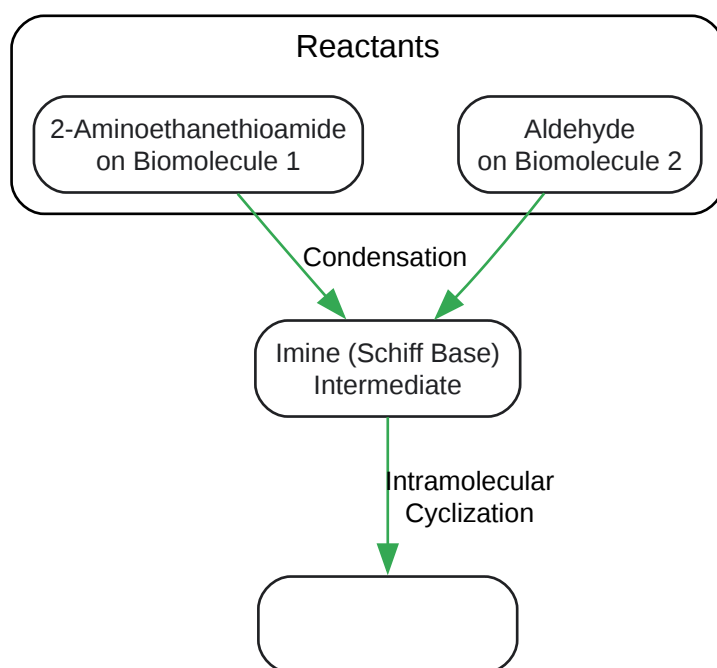 Reactants
2-Aminoethanethioamide
on Biomolecule 1
Aldehyde
on Biomolecule 2
Condensation
Imine (Schiff Base)
Intermediate
Intramolecular
Cyclization